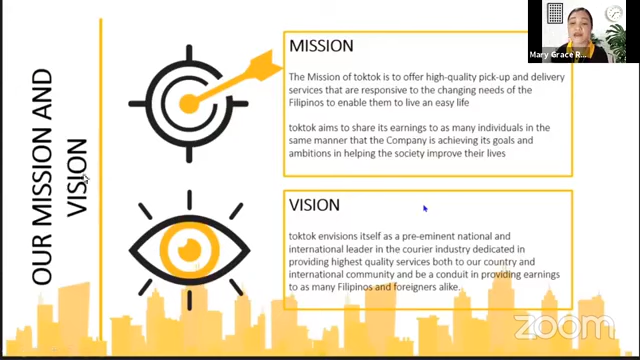 OUR MISSION AND
VISION
MISSION
The Mission of toktok is to offer high-quality pick-up and delivery
services that are responsive to the changing needs of the
Filipinos to enable them to live an easy life
toktok aims to share its earnings to as many individuals in the
same manner that the Company is achieving its goals and
ambitions in helping the society improve their lives
VISION
toktok envisions itself as a pre-eminent national and
international leader in the courier industry dedicated in
providing highest quality services both to our country and
international community and be a conduit in providing earnings
to as many Filipinos and foreigners alike.
Mary Grace R...
zoom